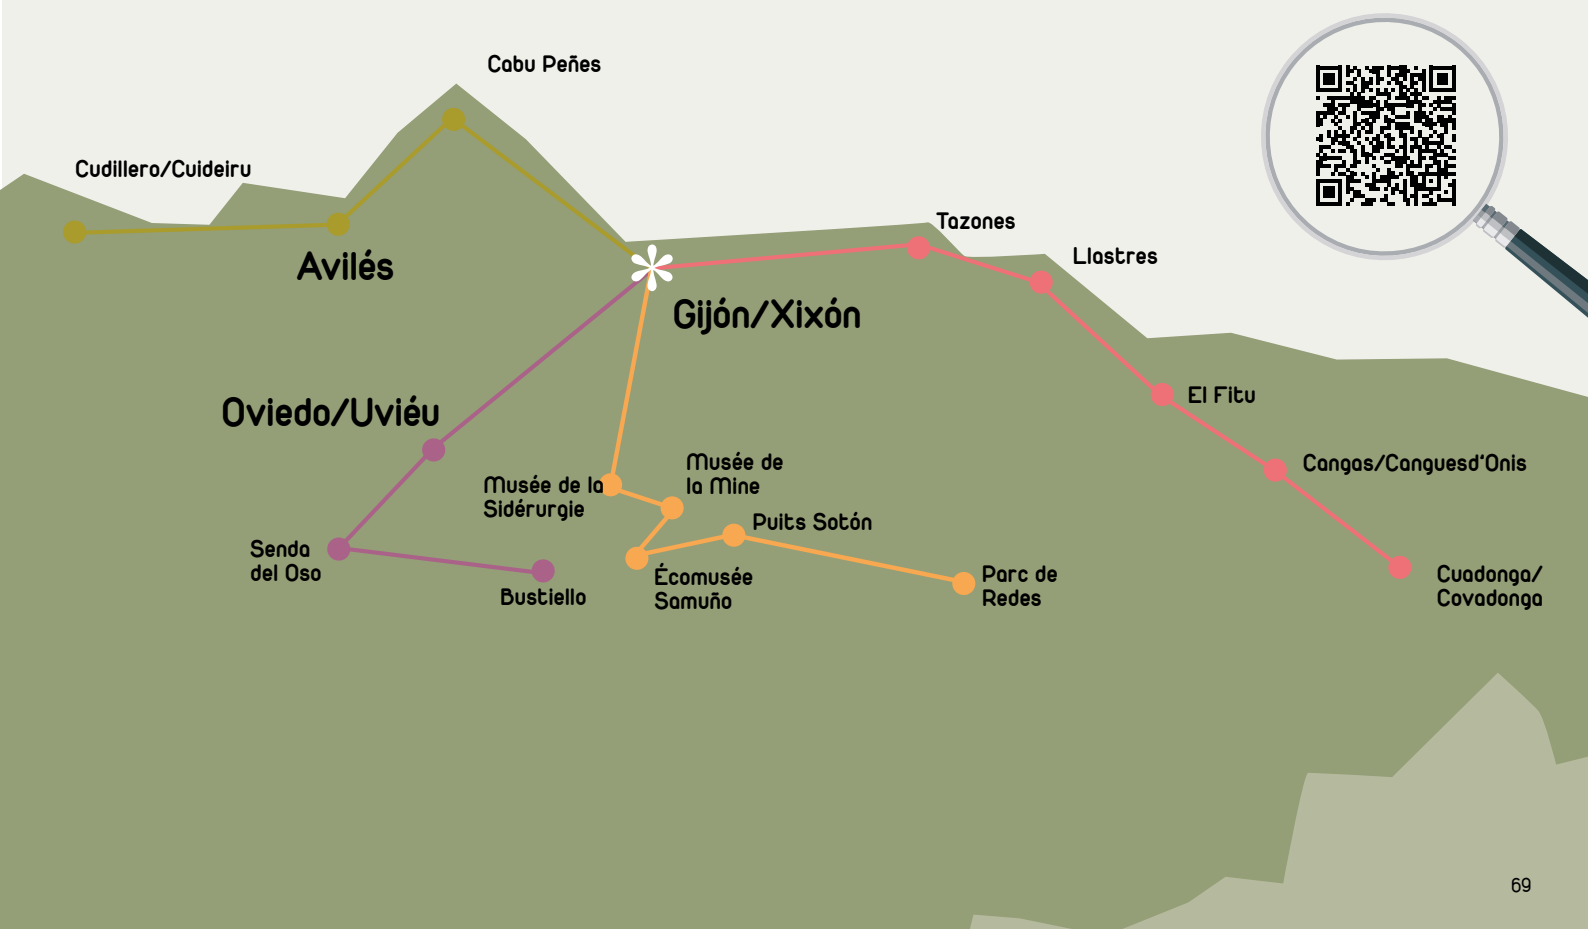 Cabu Peñes
Cudillero/Cuideiru
Avilés
Tazones
Llastres
Gijón/Xixón
El Fitu
Oviedo/Uviéu
Cangas/Canguesd'Onis
Musée de la
Sidérurgie
Musée de
la Mine
Puits Sotón
Senda
del Oso
Bustiello
Écomusée
Samuño
Parc de
Redes
Cuadonga/
Covadonga
69